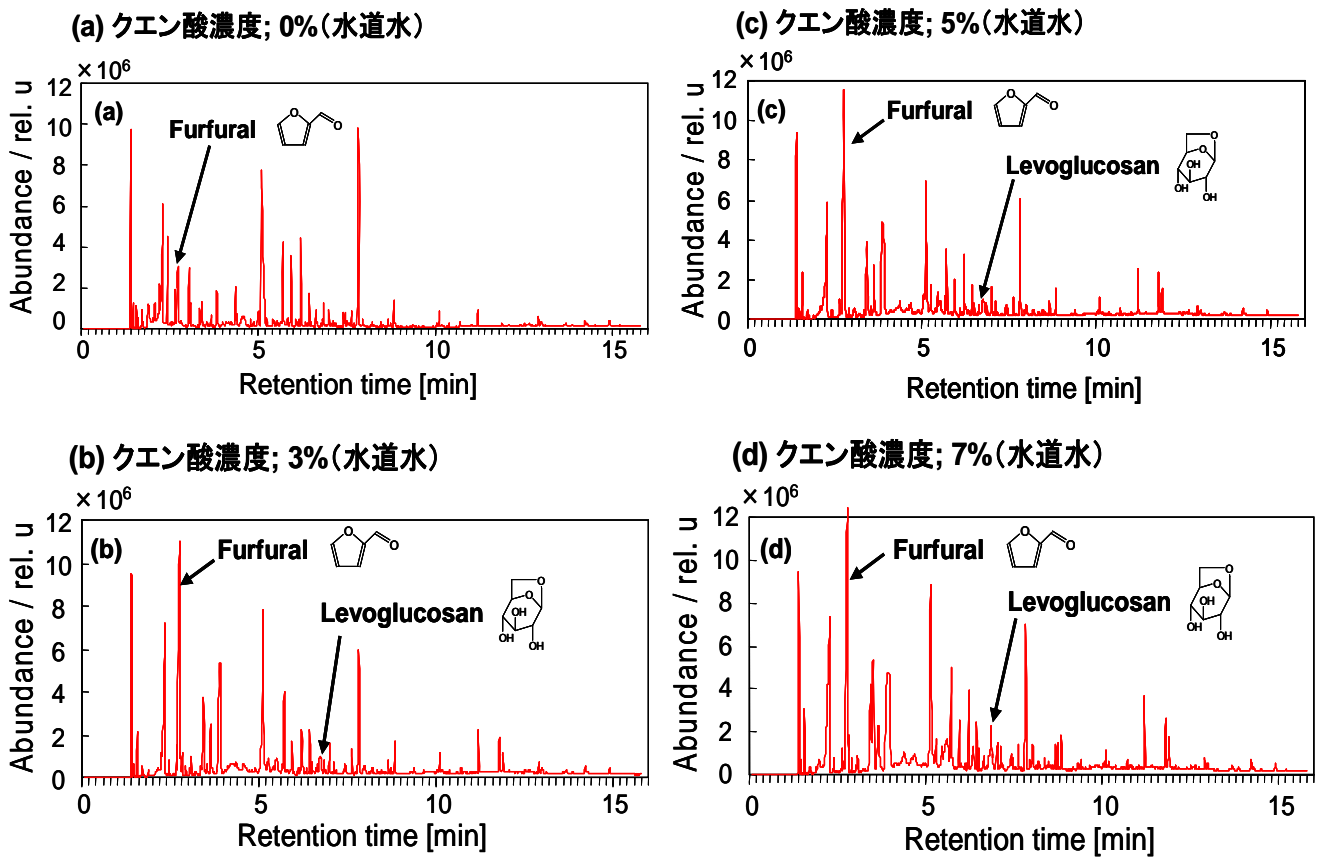 (a) クエン酸濃度; 0%(水道水)
×10⁶
Abundance / rel. u
12
10
8
6
4
2
0
(a)
Furfural
O
O
0
5
10
15
Retention time [min]
(c) クエン酸濃度; 5%(水道水)
×10⁶
Abundance / rel. u
12
10
8
6
4
2
0
(c)
Furfural
O
O
Levoglucosan
O
O
OH
OH
OH
0
5
10
15
Retention time [min]
(b) クエン酸濃度; 3%(水道水)
×10⁶
Abundance / rel. u
12
10
8
6
4
2
0
(b)
Furfural
O
O
Levoglucosan
O
O
OH
OH
OH
0
5
10
15
Retention time [min]
(d) クエン酸濃度; 7%(水道水)
×10⁶
Abundance / rel. u
12
10
8
6
4
2
0
(d)
Furfural
O
O
Levoglucosan
O
O
OH
OH
OH
0
5
10
15
Retention time [min]